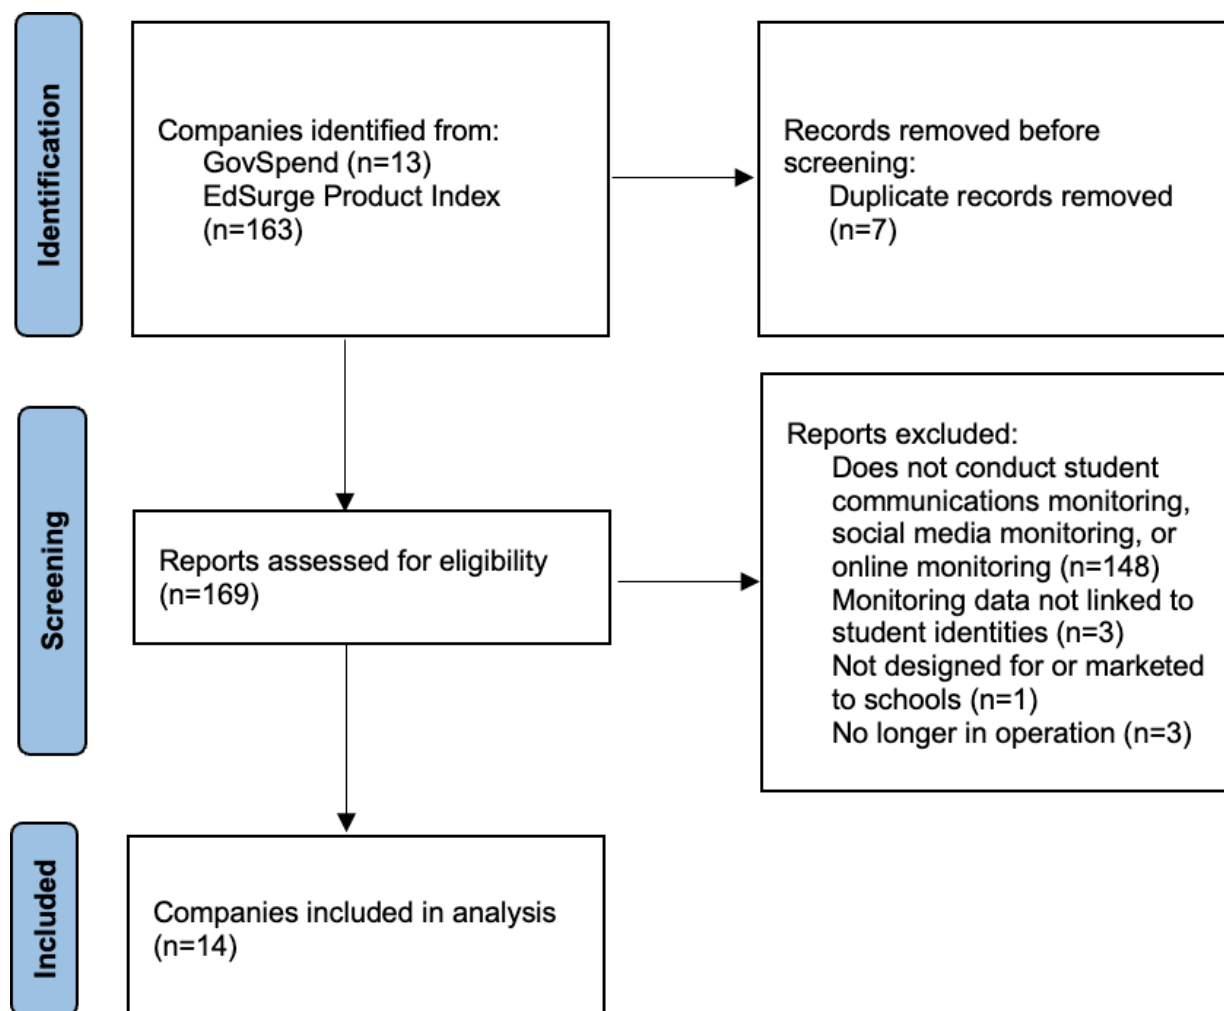 Identification
Companies identified from:
GovSpend (n=13)
EdSurge Product Index
(n=163)
Records removed before
screening:
Duplicate records removed
(n=7)
Screening
Reports assessed for eligibility
(n=169)
Reports excluded:
Does not conduct student
communications monitoring,
social media monitoring, or
online monitoring (n=148)
Monitoring data not linked to
student identities (n=3)
Not designed for or marketed
to schools (n=1)
No longer in operation (n=3)
Included
Companies included in analysis
(n=14)